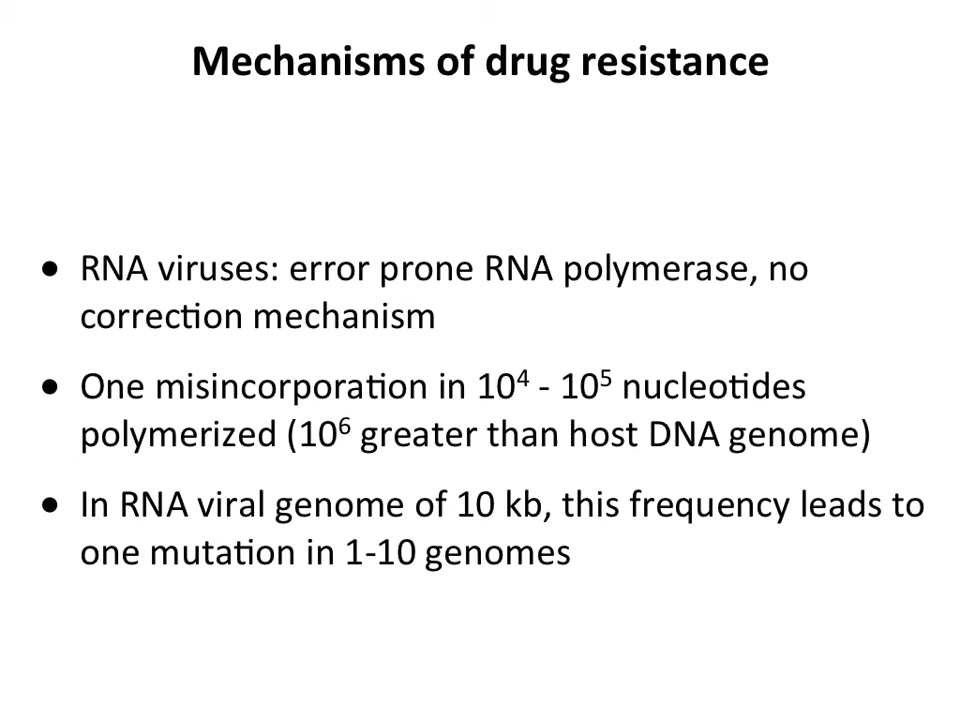 Mechanisms of drug resistance
• RNA viruses: error prone RNA polymerase, no
correction mechanism
• One misincorporation in 10⁴ - 10⁵ nucleotides
polymerized (10⁶ greater than host DNA genome)
• In RNA viral genome of 10 kb, this frequency leads to
one mutation in 1-10 genomes